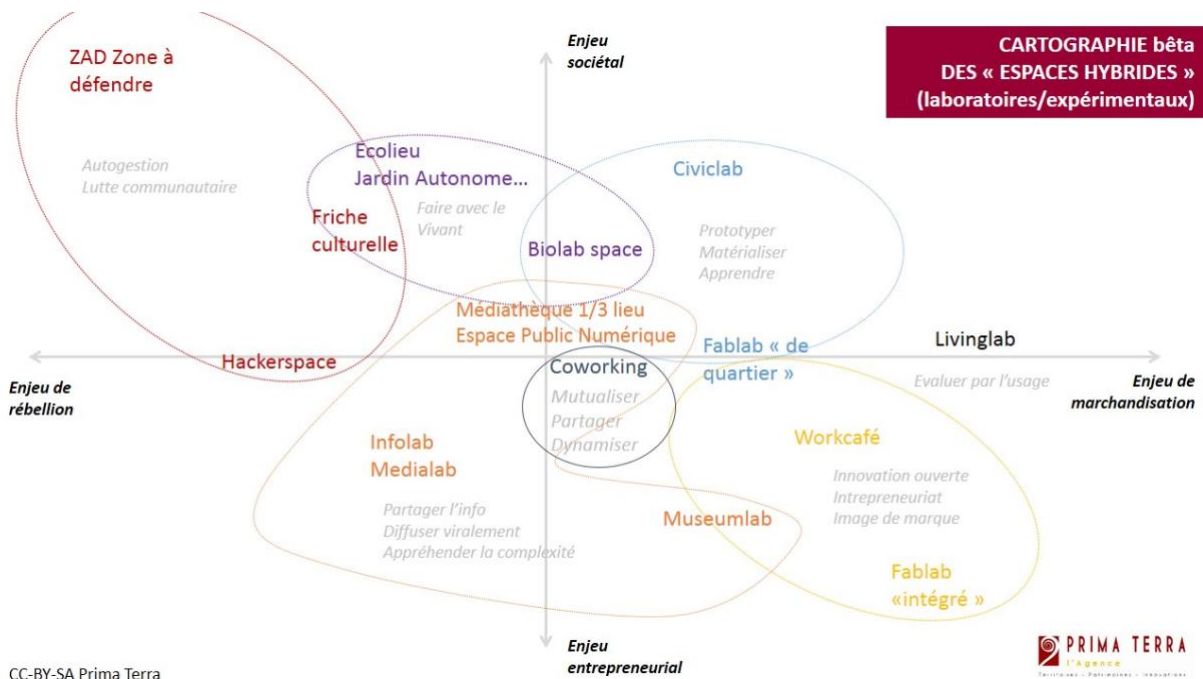 CARTOGRAPHIE bêta
DES « ESPACES HYBRIDES »
(laboratoires/expérimentaux)
Enjeu
sociétal
ZAD Zone à
défendre
Autogestion
Lutte communautaire
Ecolieu
Jardin Autonome...
Faire avec le
Vivant
Friche
culturelle
Biolab space
Civiclab
Prototyper
Matérialiser
Apprendre
Médiathèque 1/3 lieu
Espace Public Numérique
Hackerspace
Fablab « de
quartier »
Livinglab
Evaluer par l'usage
Enjeu de
rébellion
Enjeu de
marchandisation
Coworking
Mutualiser
Partager
Dynamiser
Infolab
Medialab
Partager l'info
Diffuser viralement
Appréhender la complexité
Museumlab
Workcafé
Innovation ouverte
Intrepreneuriat
Image de marque
Fablab
«intégré »
Enjeu
entrepreneurial
CC-BY-SA Prima Terra
PRIMA TERRA
l'Agence
Territoires - Patrimoines - Innovations